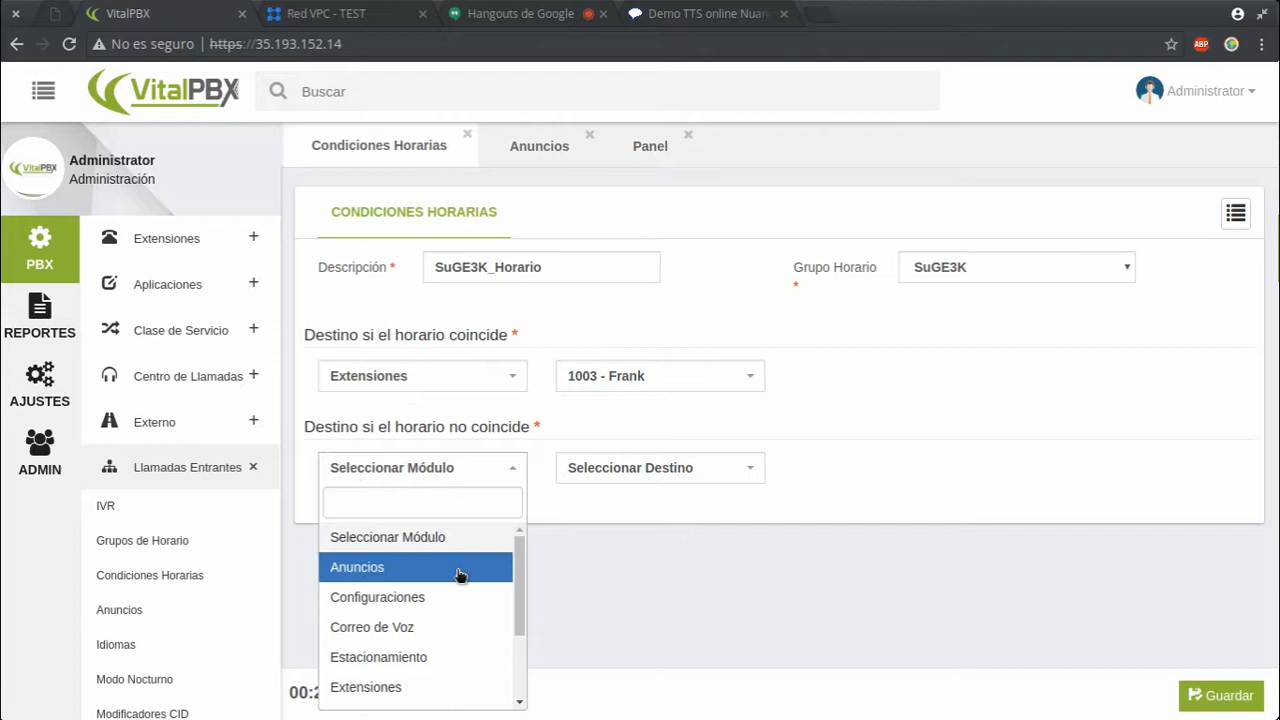 VitalPBX
Red VPC - TEST
Hangouts de Google
Demo TTS online Nuan
No es seguro
https://35.193.152.14
ABP
VitalPBX
Buscar
Administrator
VitalPBX
Administrator
Administración
Condiciones Horarias
Anuncios
Panel
PBX
REPORTES
AJUSTES
ADMIN
Extensiones
Aplicaciones
Clase de Servicio
Centro de Llamadas
Externo
Llamadas Entrantes
IVR
Grupos de Horario
Condiciones Horarias
Anuncios
Idiomas
Modo Nocturno
Modificadores CID
CONDICIONES HORARIAS
Descripción *
SuGE3K_Horario
Grupo Horario *
SuGE3K
Destino si el horario coincide *
Extensiones
1003 - Frank
Destino si el horario no coincide *
Seleccionar Módulo
Seleccionar Destino
Seleccionar Módulo
Anuncios
Configuraciones
Correo de Voz
Estacionamiento
Extensiones
00:2
Guardar